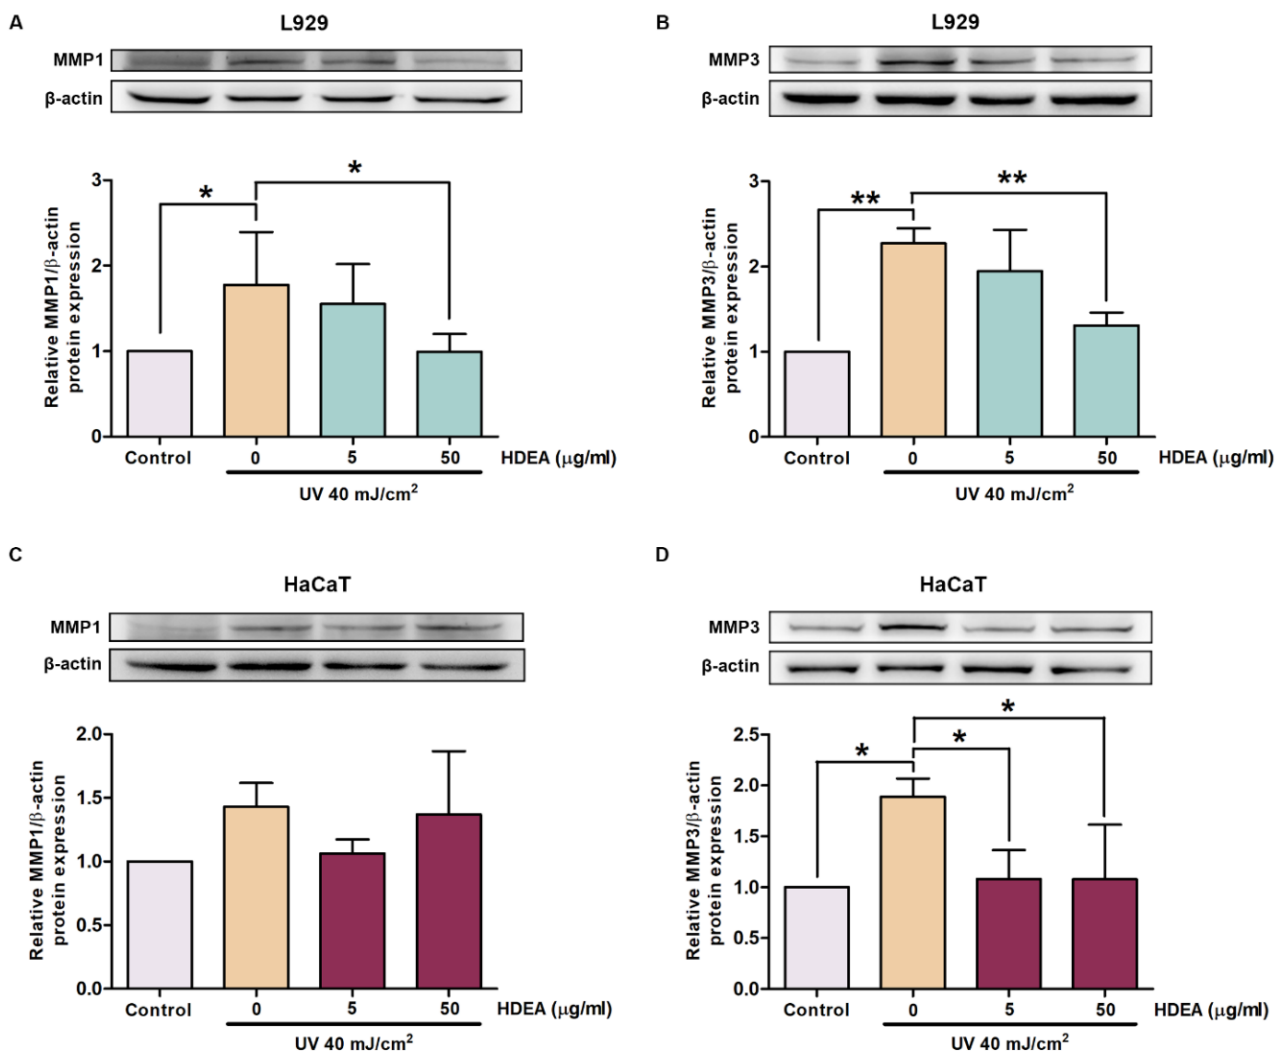 A
L929
MMP1
β-actin
* *
3
2
1
0
Relative MMP1/β-actin
protein expression
Control 0 5 50 HDEA (μg/ml)
UV 40 mJ/cm²
B
L929
MMP3
β-actin
** **
3
2
1
0
Relative MMP3/β-actin
protein expression
Control 0 5 50 HDEA (μg/ml)
UV 40 mJ/cm²
C
HaCaT
MMP1
β-actin
2.0
1.5
1.0
0.5
0.0
Relative MMP1/β-actin
protein expression
Control 0 5 50 HDEA (μg/ml)
UV 40 mJ/cm²
D
HaCaT
MMP3
β-actin
* * *
2.5
2.0
1.5
1.0
0.5
0.0
Relative MMP3/β-actin
protein expression
Control 0 5 50 HDEA (μg/ml)
UV 40 mJ/cm²